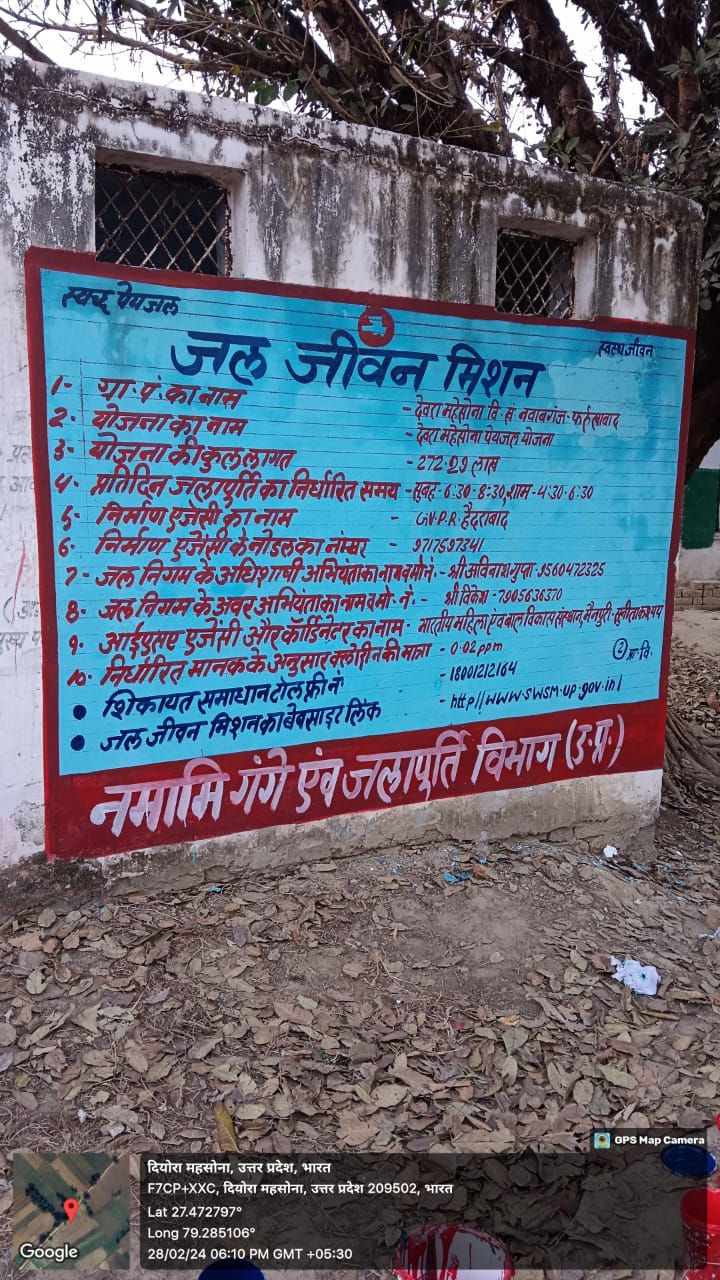 स्वच्छ पेयजल
स्वस्थ जीवन
जल जीवन मिशन
1- ग्रा. पं. का नाम - देवरा महेसोना वि. ख. नवाबगंज- फर्रुखाबाद
2- योजना का नाम - देवरा महेसोना पेयजल योजना
3- योजना की कुल लागत - 272.99 लाख
4- प्रतिदिन जलापूर्ति का निर्धारित समय - सुबह- 6:30-8:30, शाम- 4:30-6:30
5- निर्माण एजेंसी का नाम - G.V.P.R. हैदराबाद
6- निर्माण एजेंसी के नोडल का नम्बर - 9717597341
7- जल निगम के अधिशाषी अभियंता का नाम व मो. नं. - श्री अविनाश गुप्ता - 9560472325
8- जल निगम के अवर अभियंता का नाम व मो. नं. - श्री विकेश - 7905636370
9. आईएसए एजेंसी और कॉर्डिनेटर का नाम - भारतीय महिला एंव बाल विकास संस्थान, मैनपुरी - सुनीता कश्यप
10. निर्धारित मानक के अनुसार क्लोरीन की मात्रा - 0.02 ppm
② प्रा. वि.
• शिकायत समाधान टोल फ्री नं - 18001212164
• जल जीवन मिशन का बेबसाइट लिंक - http//www.swsm.up.gov.in/
नमामि गंगे एंव जलापूर्ति विभाग (उ.प्र.)
GPS Map Camera
दियोरा महसोना, उत्तर प्रदेश, भारत
F7CP+XXC, दियोरा महसोना, उत्तर प्रदेश 209502, भारत
Lat 27.472797°
Long 79.285106°
28/02/24 06:10 PM GMT +05:30
Google